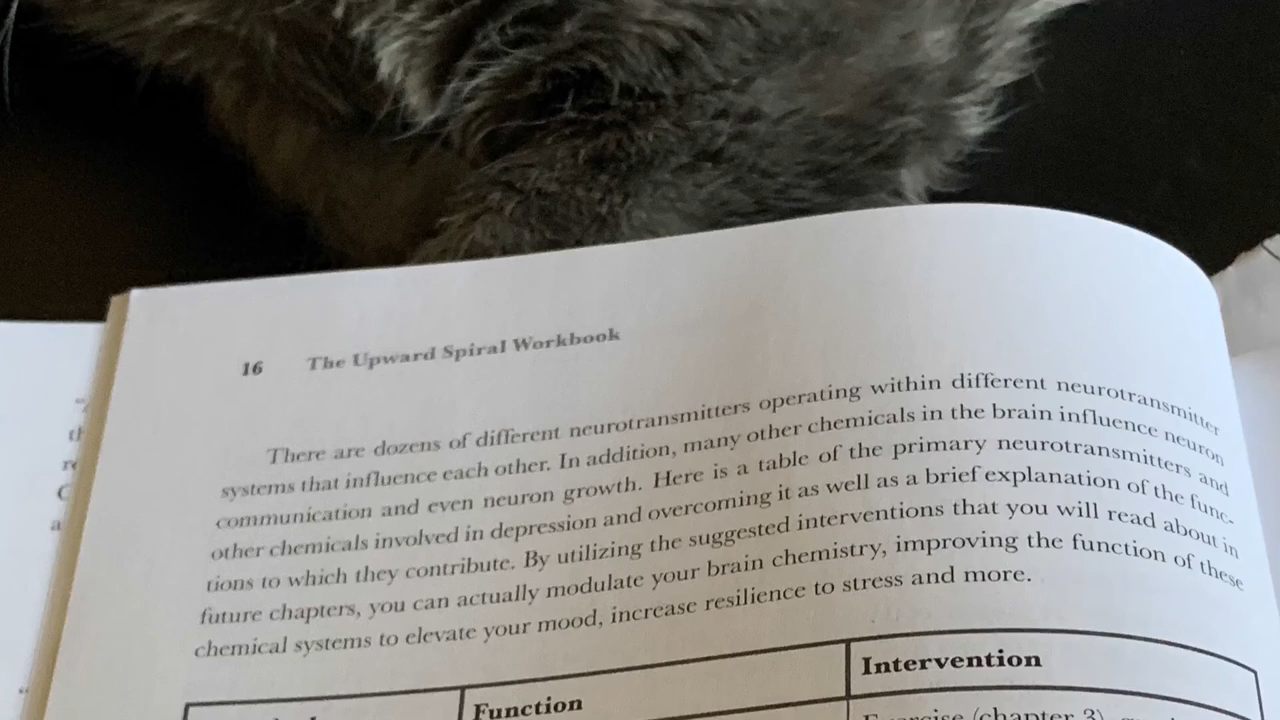 16 The Upward Spiral Workbook
There are dozens of different neurotransmitters operating within different neurotransmitter
systems that influence each other. In addition, many other chemicals in the brain influence neuron
communication and even neuron growth. Here is a table of the primary neurotransmitters and
other chemicals involved in depression and overcoming it as well as a brief explanation of the func-
tions to which they contribute. By utilizing the suggested interventions that you will read about in
future chapters, you can actually modulate your brain chemistry, improving the function of these
chemical systems to elevate your mood, increase resilience to stress and more.
Function Intervention
Exercise (chapter 3),